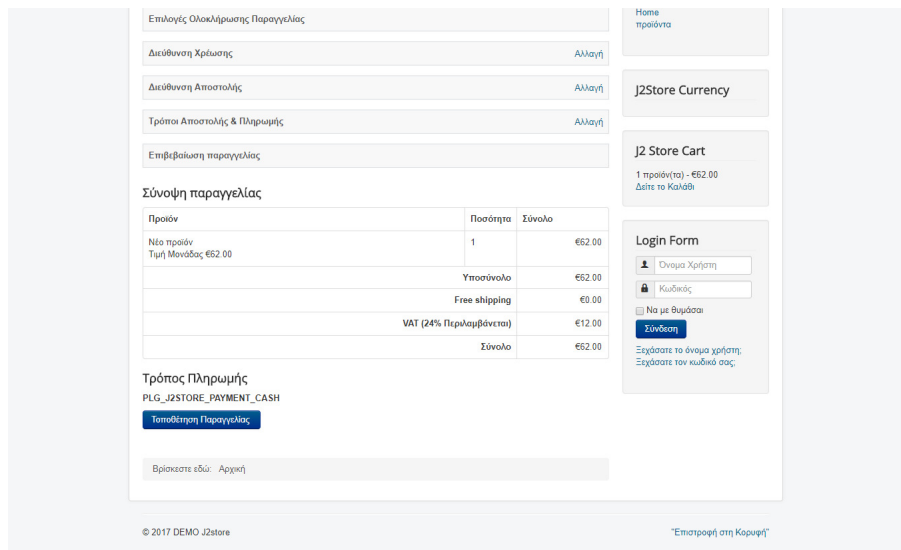 Επιλογές Ολοκλήρωσης Παραγγελίας
Διεύθυνση Χρέωσης Αλλαγή
Διεύθυνση Αποστολής Αλλαγή
Τρόποι Αποστολής & Πληρωμής Αλλαγή
Επιβεβαίωση παραγγελίας
Σύνοψη παραγγελίας
Προϊόν Ποσότητα Σύνολο
Νέο προϊόν 1 €62.00
Τιμή Μονάδας €62.00
Υποσύνολο €62.00
Free shipping €0.00
VAT (24% Περιλαμβάνεται) €12.00
Σύνολο €62.00
Τρόπος Πληρωμής
PLG_J2STORE_PAYMENT_CASH
Τοποθέτηση Παραγγελίας
Βρίσκεστε εδώ: Αρχική
Home
προϊόντα
J2Store Currency
J2 Store Cart
1 προϊόν(τα) - €62.00
Δείτε το Καλάθι
Login Form
Όνομα Χρήστη
Κωδικός
Να με θυμάσαι
Σύνδεση
Ξεχάσατε το όνομα χρήστη;
Ξεχάσατε τον κωδικό σας;
© 2017 DEMO J2store "Επιστροφή στη Κορυφή"